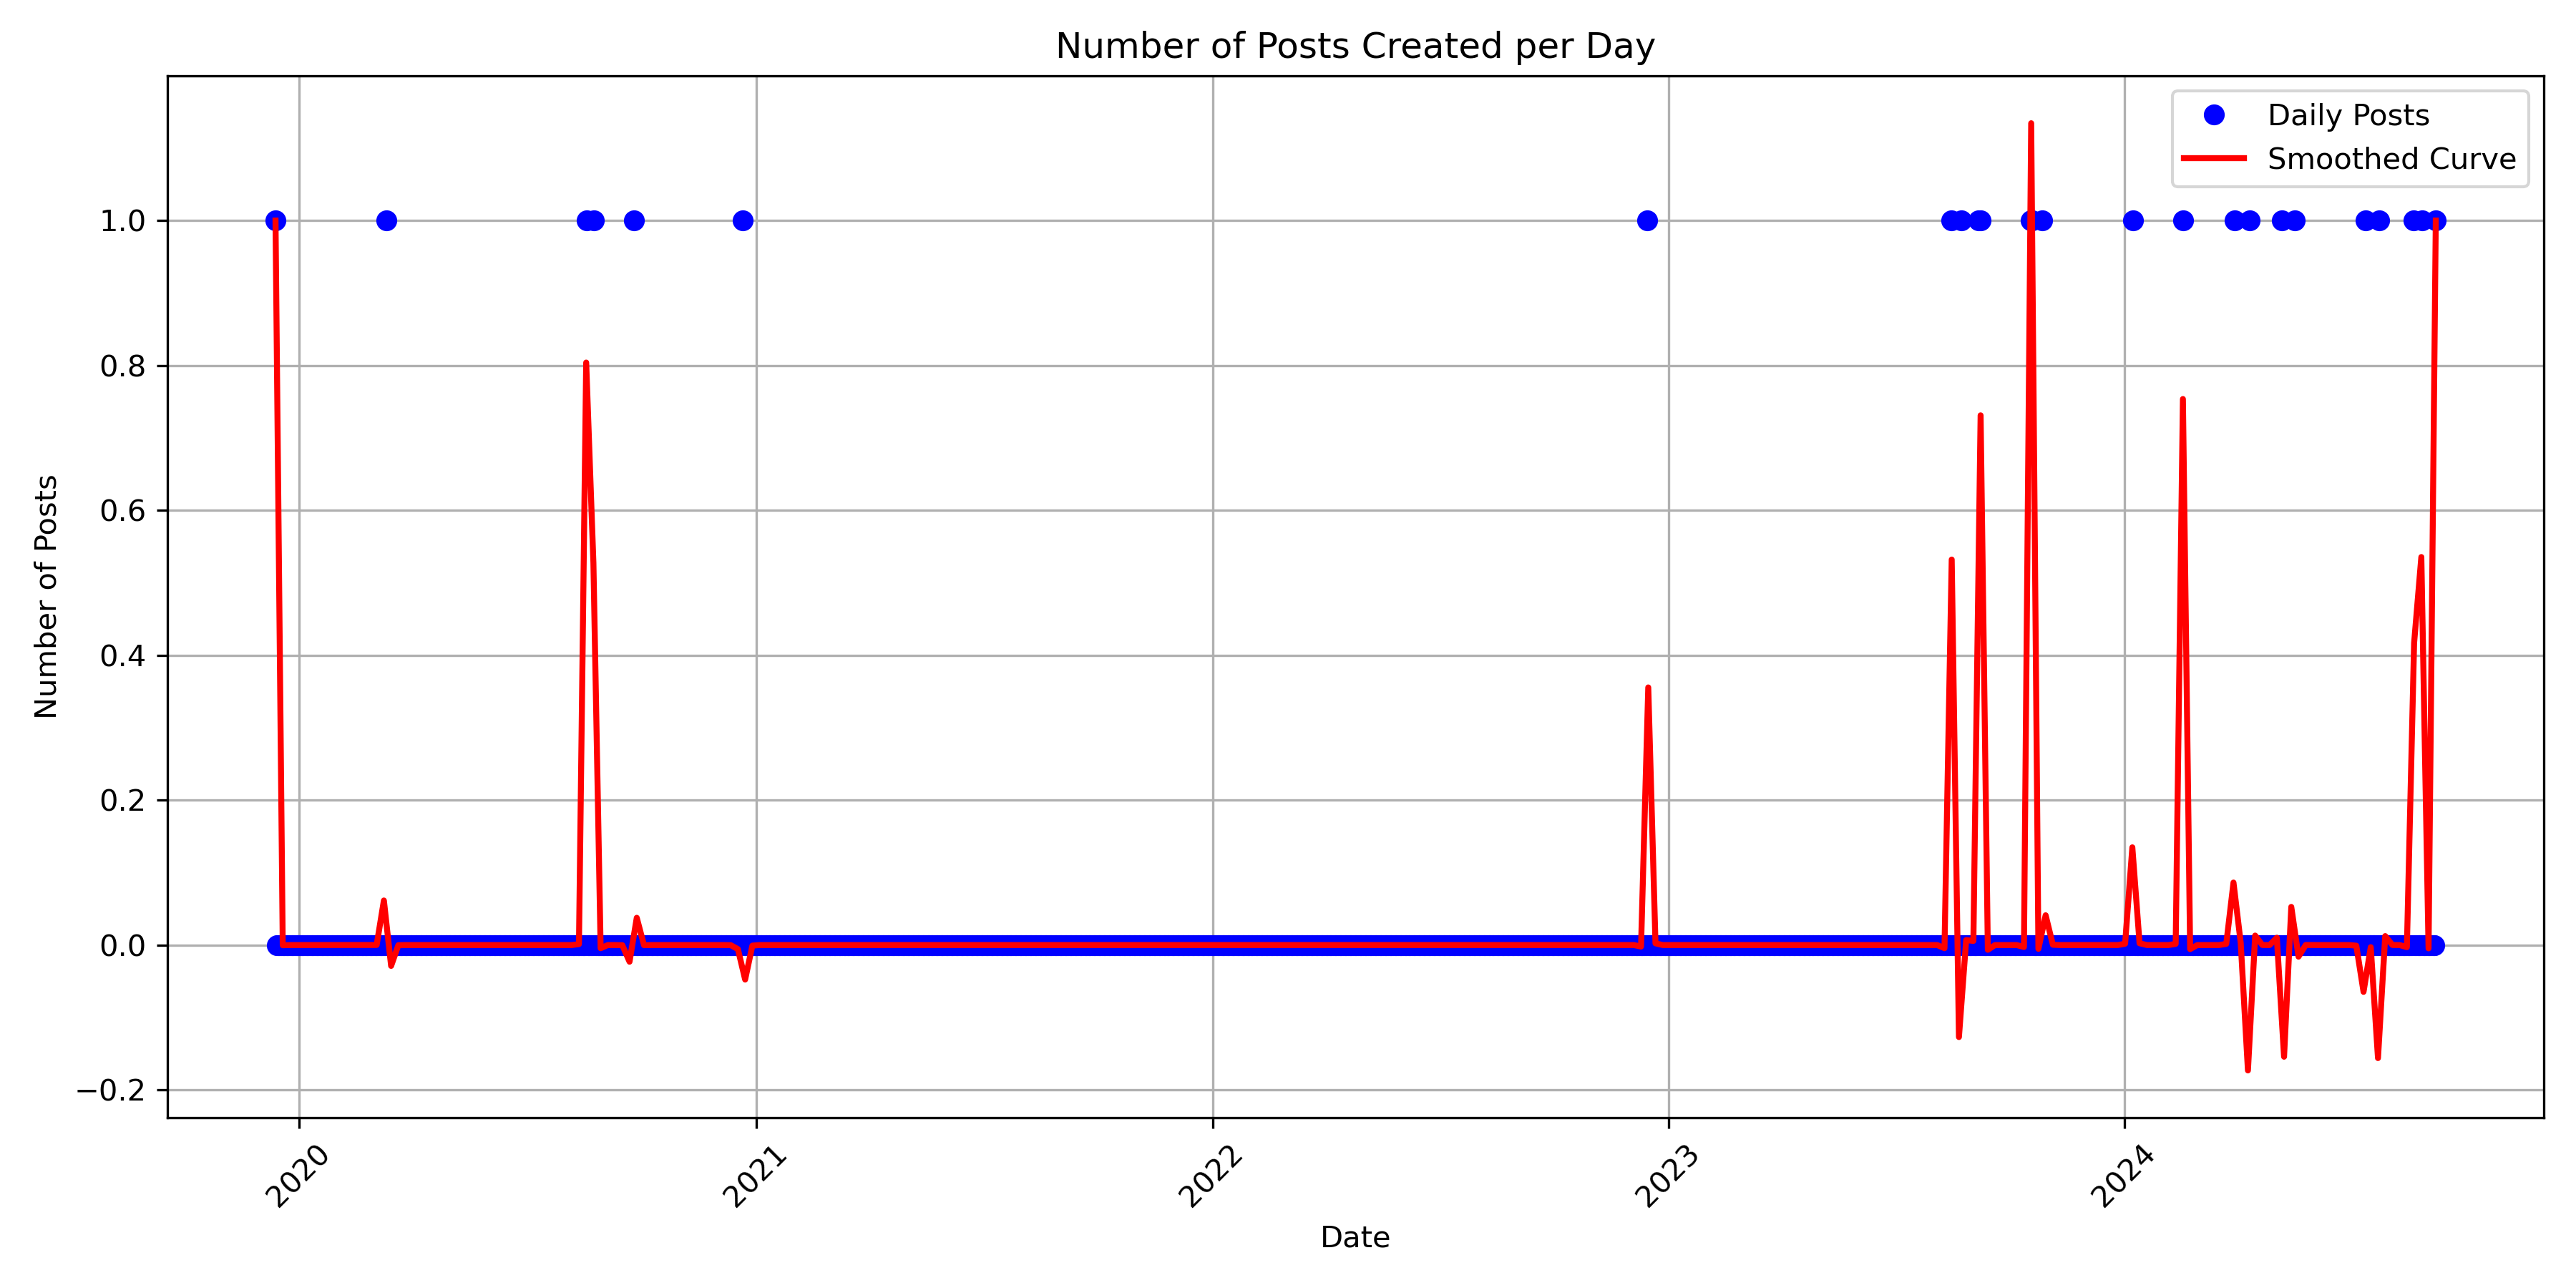 Number of Posts Created per Day
Daily Posts
Smoothed Curve
Number of Posts
1.0
0.8
0.6
0.4
0.2
0.0
−0.2
2020
2021
2022
2023
2024
Date